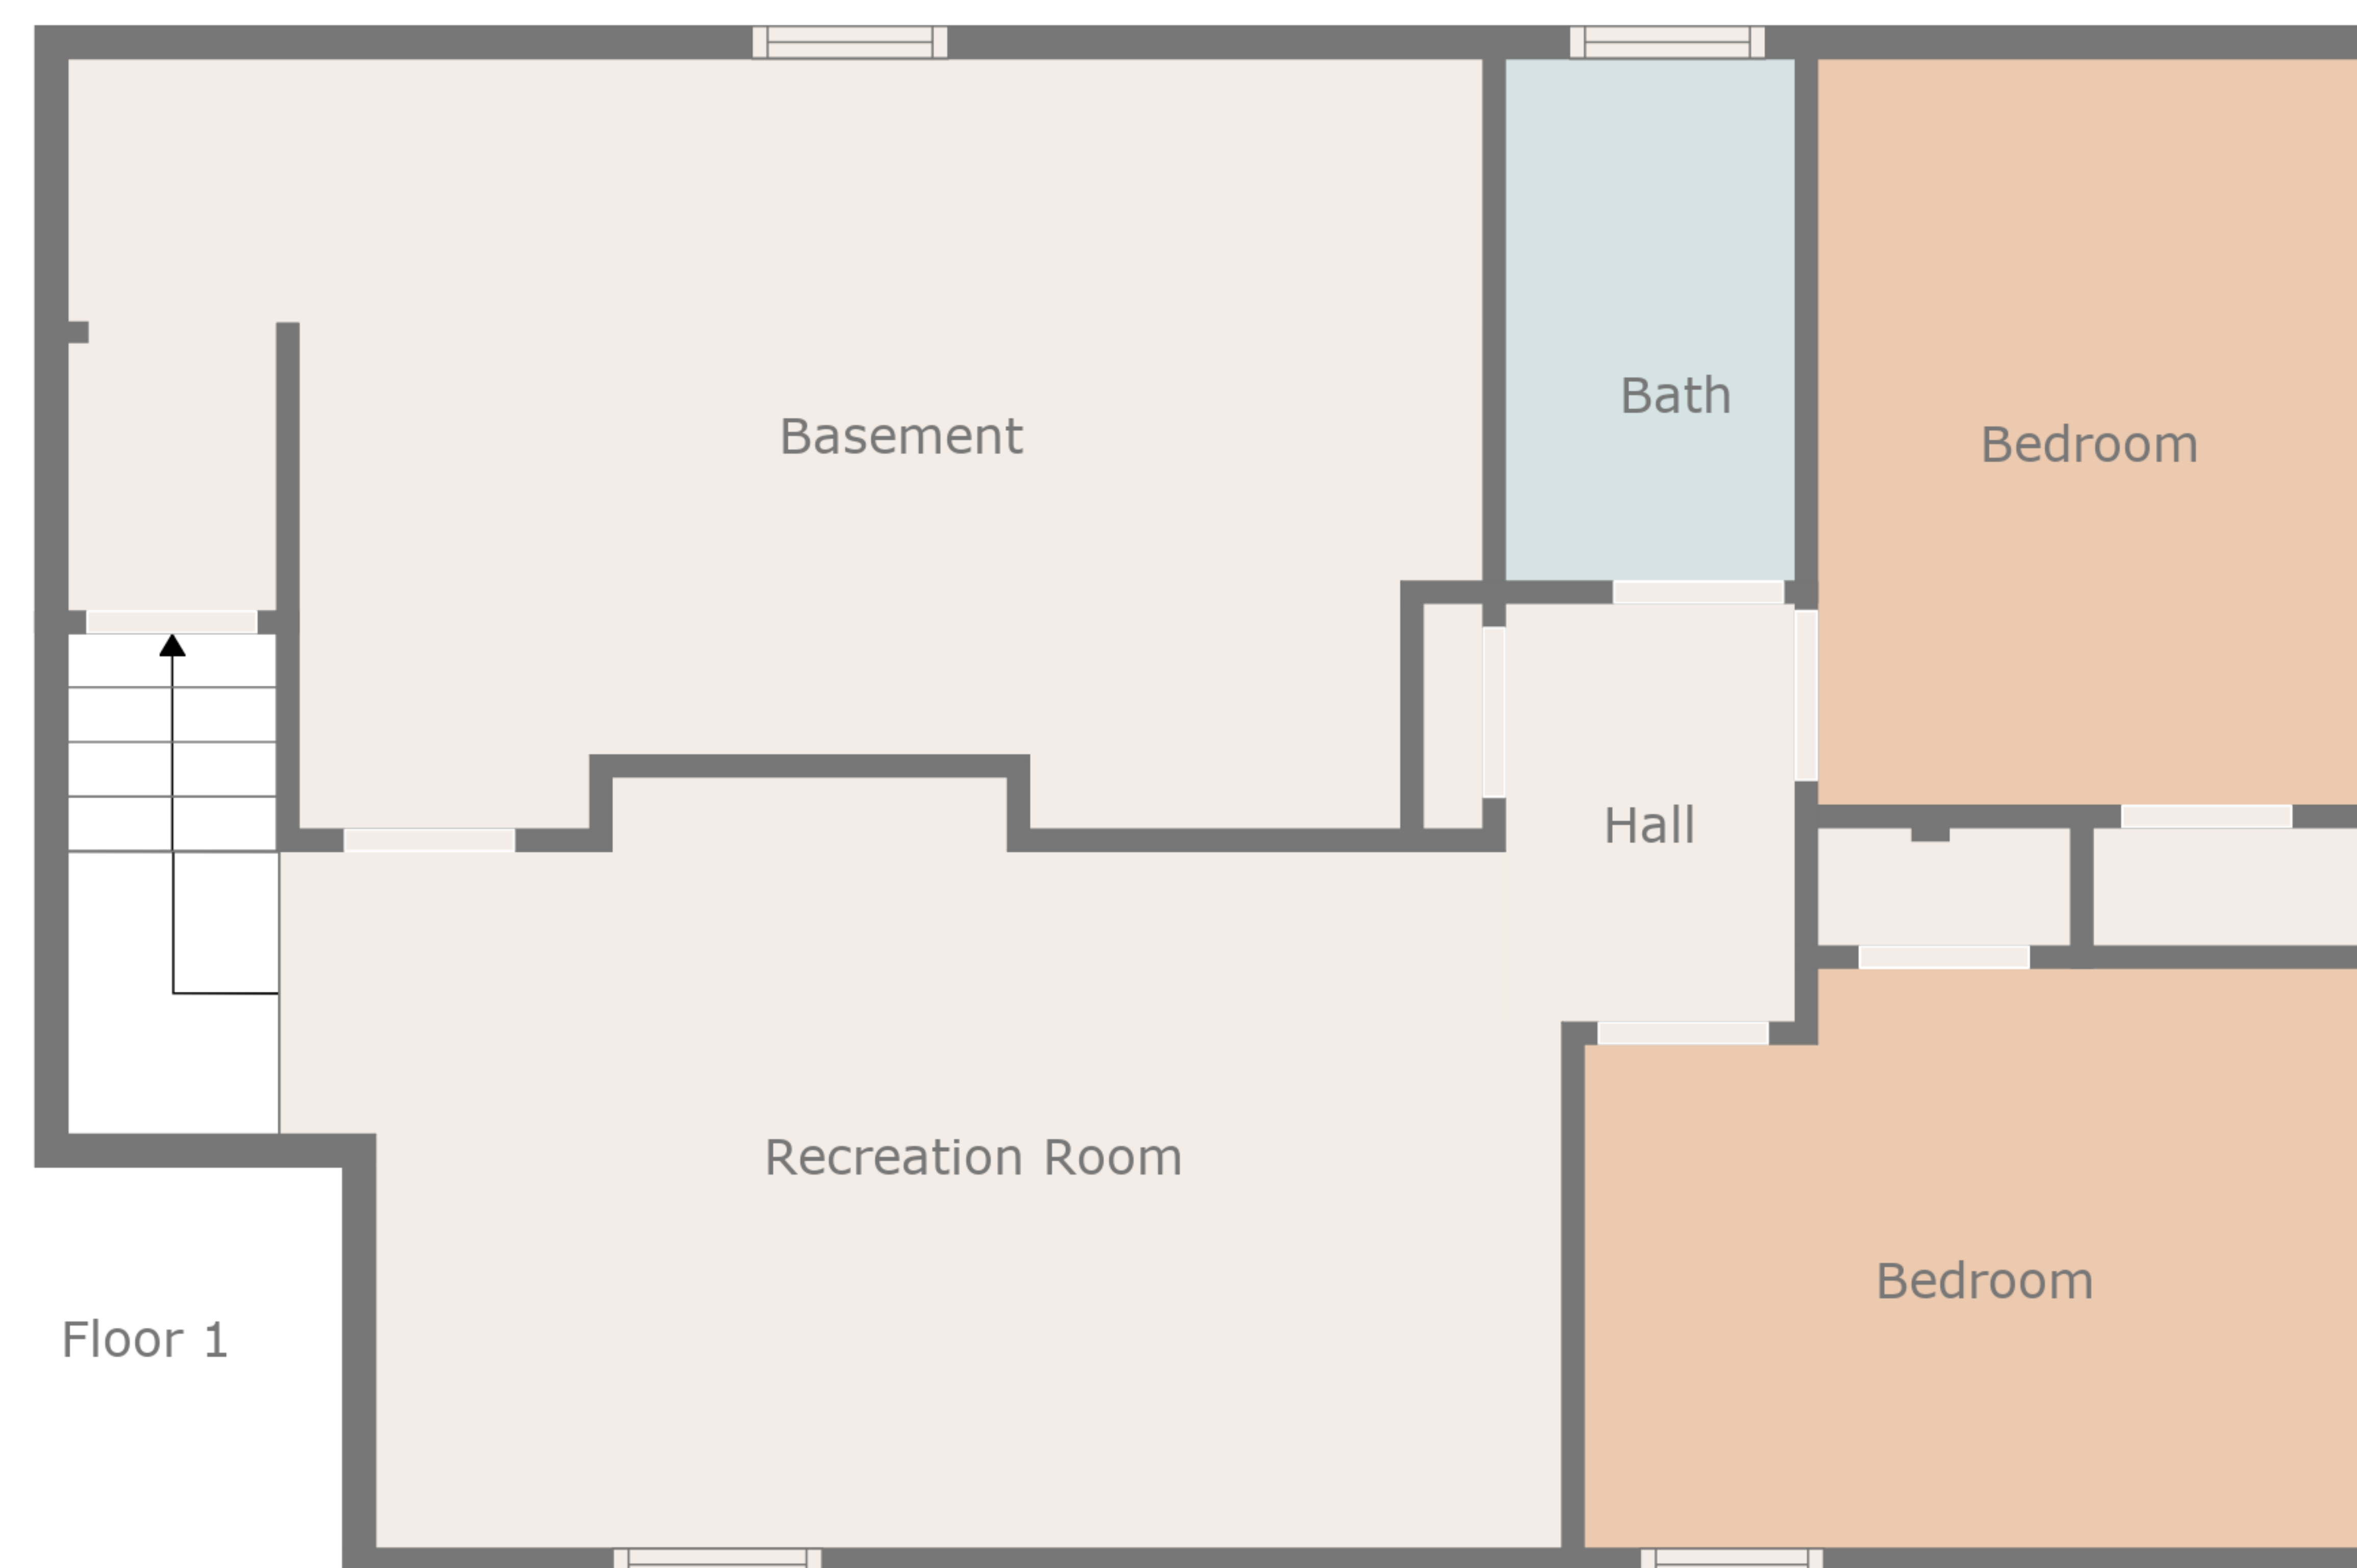 Basement
Bath
Bedroom
Hall
Recreation Room
Bedroom
Floor 1